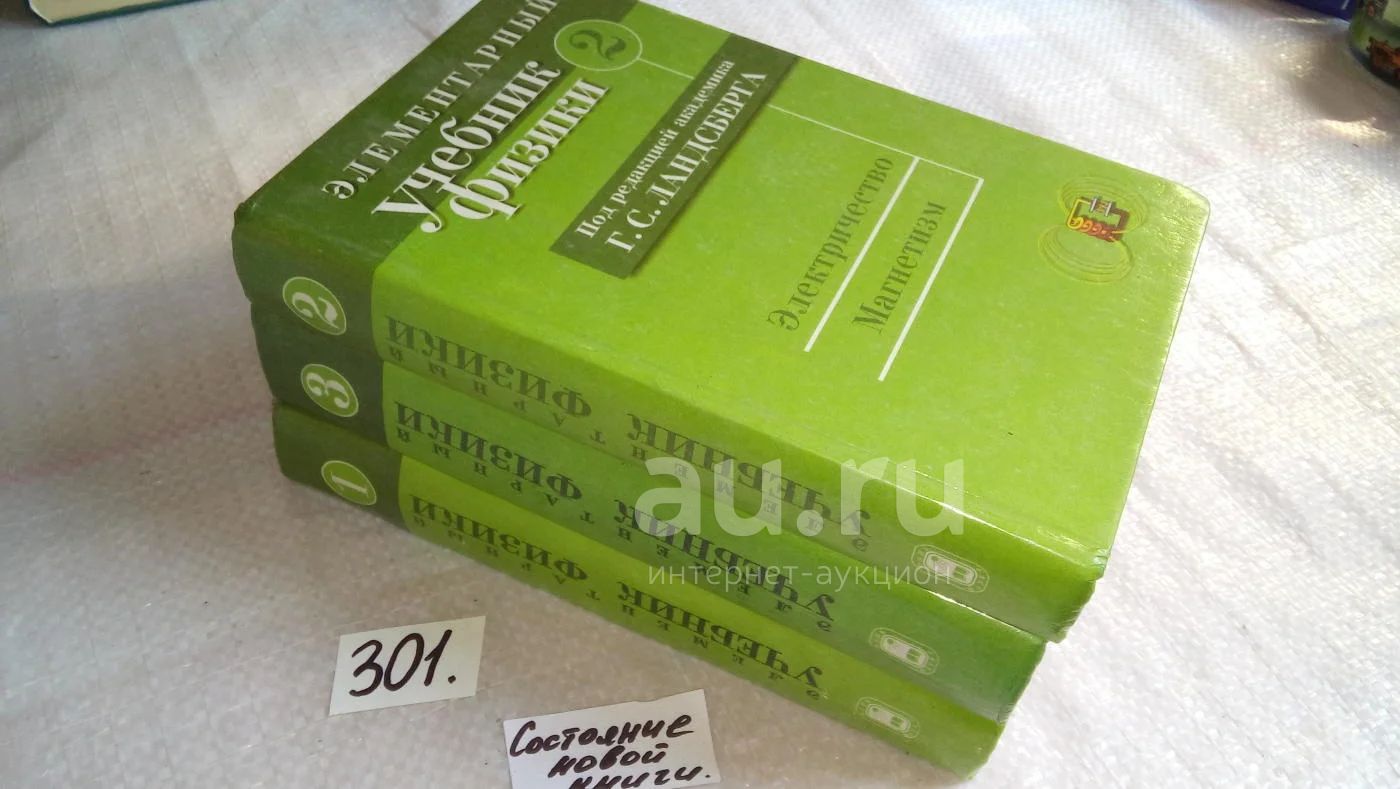 ЭЛЕМЕНТАРНЫЙ
учебник
физики
2
Под редакцией академика
Г. С. ЛАНДСБЕРГА
Электричество
Магнетизм
2
ЭЛЕМЕНТАРНЫЙ
УЧЕБНИК ФИЗИКИ
3
ЭЛЕМЕНТАРНЫЙ
УЧЕБНИК ФИЗИКИ
1
ЭЛЕМЕНТАРНЫЙ
УЧЕБНИК ФИЗИКИ
au.ru
интернет-аукцион
301.
Состояние
новой
книги.